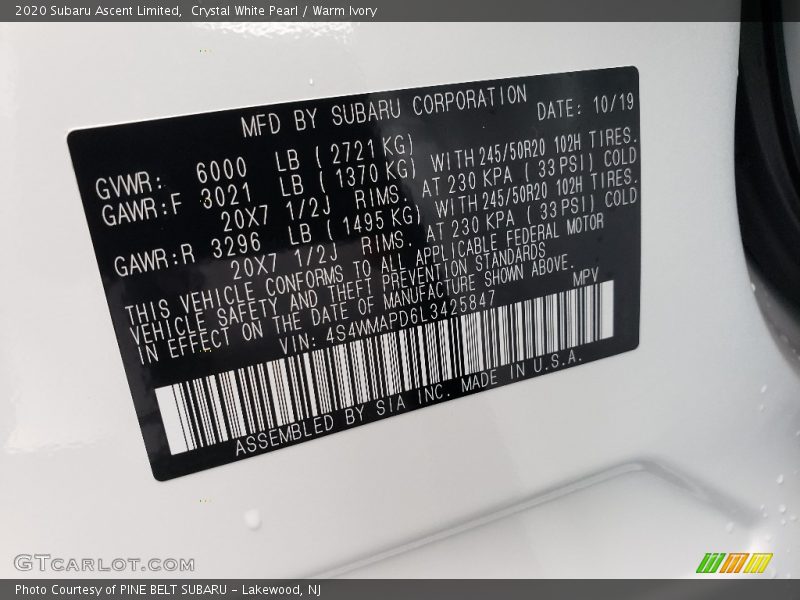 2020 Subaru Ascent Limited,  Crystal White Pearl / Warm Ivory
MFD BY SUBARU CORPORATION
DATE: 10/19
GVWR: 6000 LB ( 2721 KG)
GAWR:F 3021 LB ( 1370 KG) WITH 245/50R20 102H TIRES.
20X7 1/2J RIMS. AT 230 KPA ( 33 PSI) COLD
GAWR:R 3296 LB ( 1495 KG) WITH 245/50R20 102H TIRES.
20X7 1/2J RIMS. AT 230 KPA ( 33 PSI) COLD
THIS VEHICLE CONFORMS TO ALL APPLICABLE FEDERAL MOTOR
VEHICLE SAFETY AND THEFT PREVENTION STANDARDS
IN EFFECT ON THE DATE OF MANUFACTURE SHOWN ABOVE.
VIN: 4S4WMAPD6L3425847 MPV
ASSEMBLED BY SIA INC. MADE IN U.S.A.
GTCARLOT.COM
Photo Courtesy of PINE BELT SUBARU - Lakewood, NJ